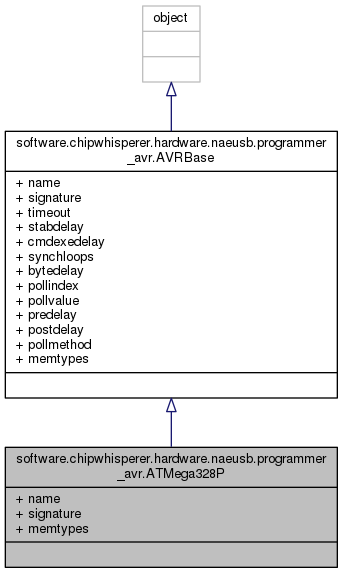 object
software.chipwhisperer.hardware.naeusb.programmer
_avr.AVRBase
+ name
+ signature
+ timeout
+ stabdelay
+ cmdexedelay
+ synchloops
+ bytedelay
+ pollindex
+ pollvalue
+ predelay
+ postdelay
+ pollmethod
+ memtypes
software.chipwhisperer.hardware.naeusb.programmer
_avr.ATMega328P
+ name
+ signature
+ memtypes